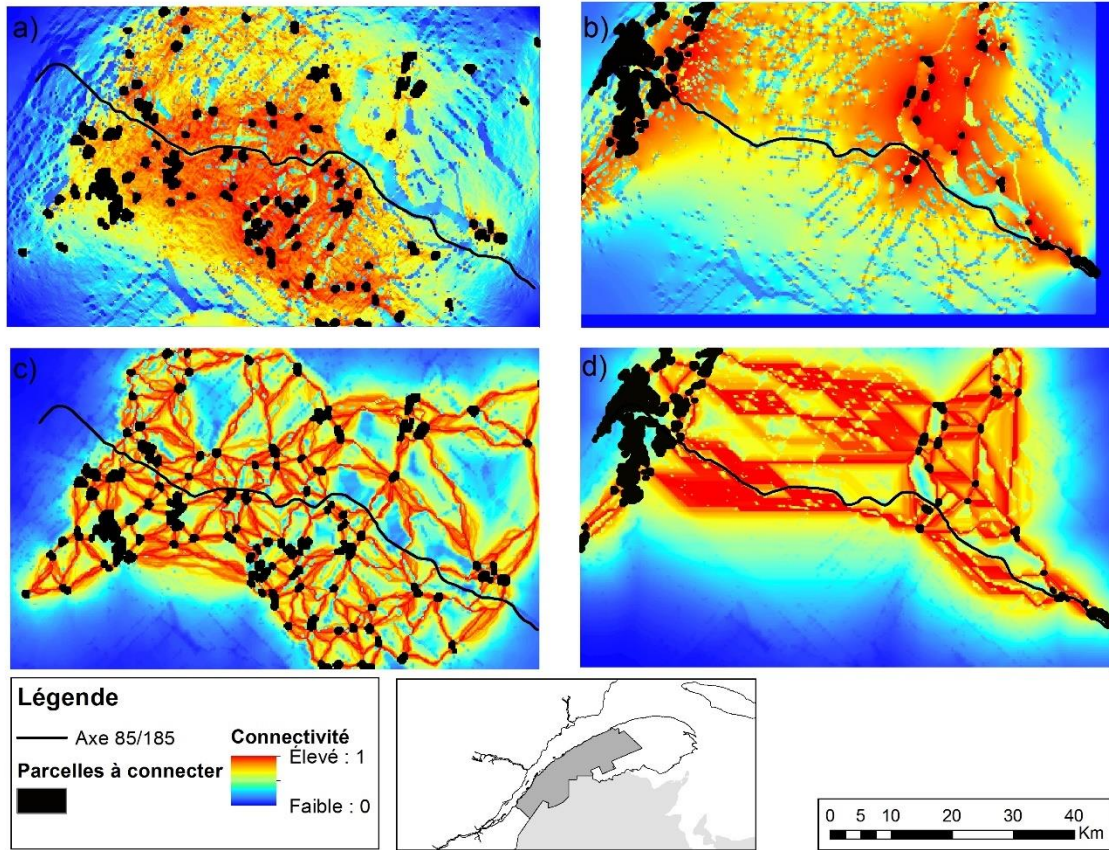 a)
b)
c)
d)
Légende
Axe 85/185
Parcelles à connecter
Connectivité
Élevé : 1
Faible : 0
0 5 10 20 30 40
Km